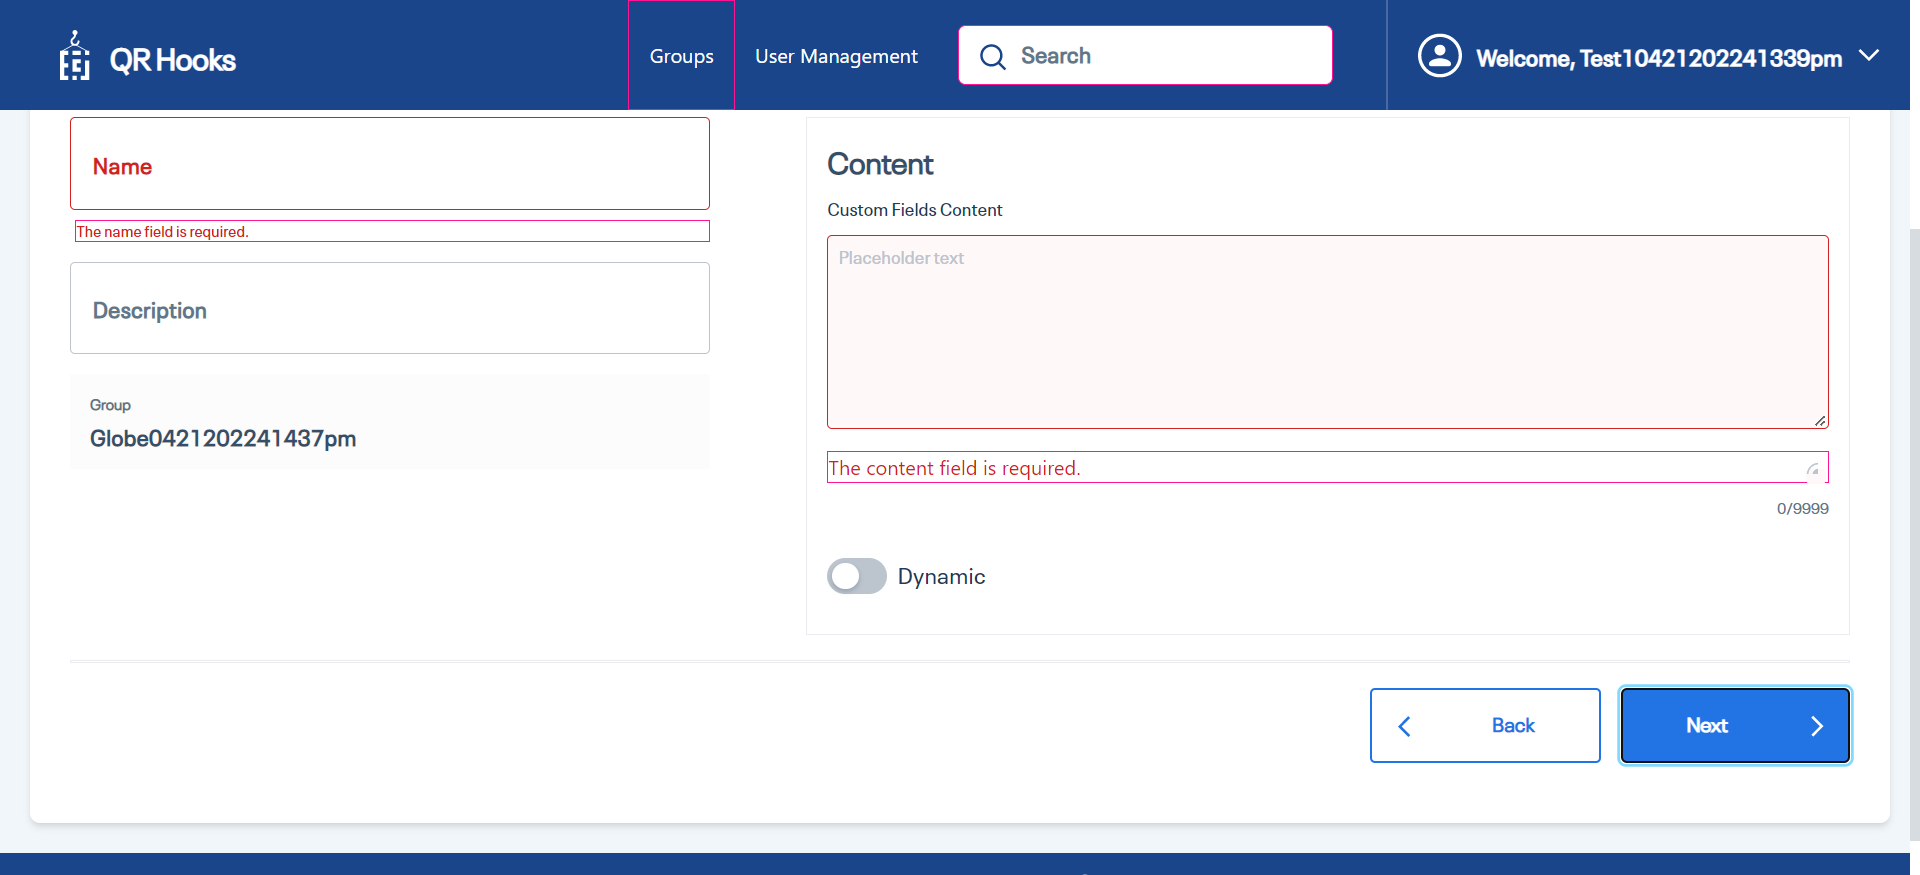 QR Hooks
Groups
User Management
Search
Welcome, Test10421202241339pm
Name
The name field is required.
Description
Group
Globe0421202241437pm
Content
Custom Fields Content
Placeholder text
The content field is required.
0/9999
Dynamic
Back
Next